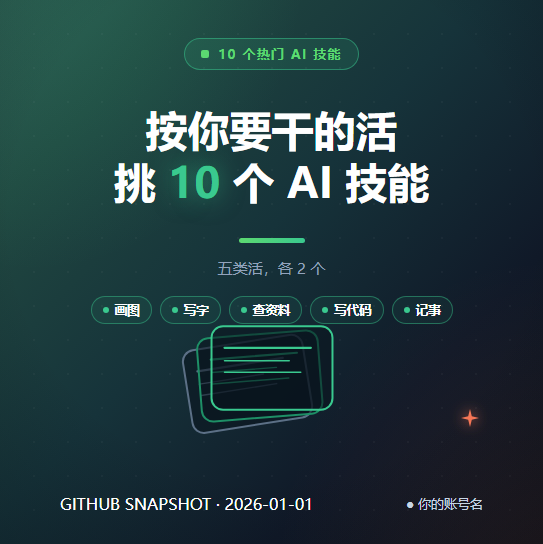 10 个热门 AI 技能
按你要干的活
挑 10 个 AI 技能
五类活，各 2 个
画图 写字 查资料 写代码 记事
GITHUB SNAPSHOT · 2026-01-01 你的账号名